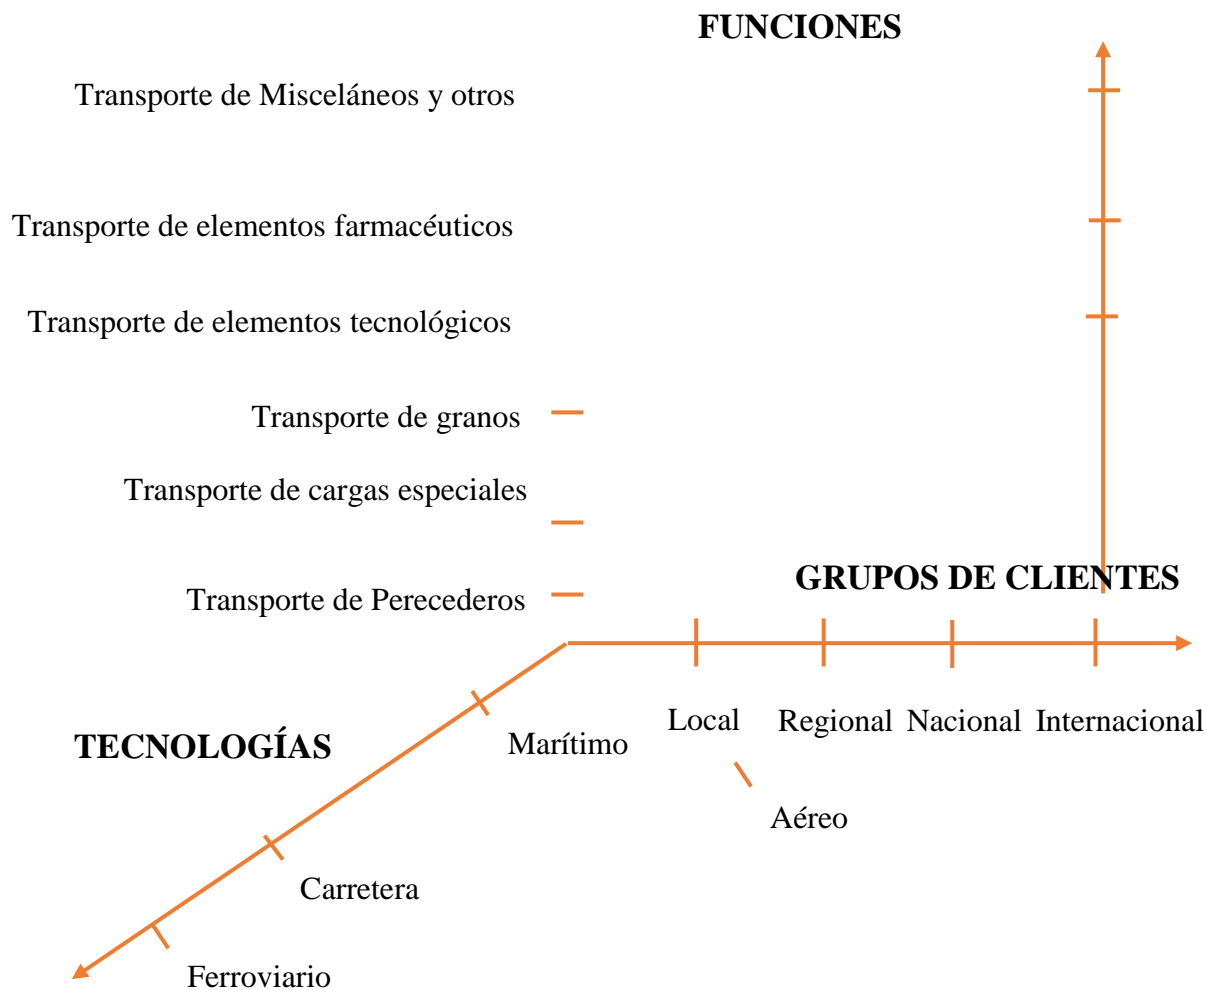 FUNCIONES
Transporte de Misceláneos y otros
Transporte de elementos farmacéuticos
Transporte de elementos tecnológicos
Transporte de granos
Transporte de cargas especiales
GRUPOS DE CLIENTES
Transporte de Perecederos
Local Regional Nacional Internacional
TECNOLOGÍAS
Marítimo
Aéreo
Carretera
Ferroviario